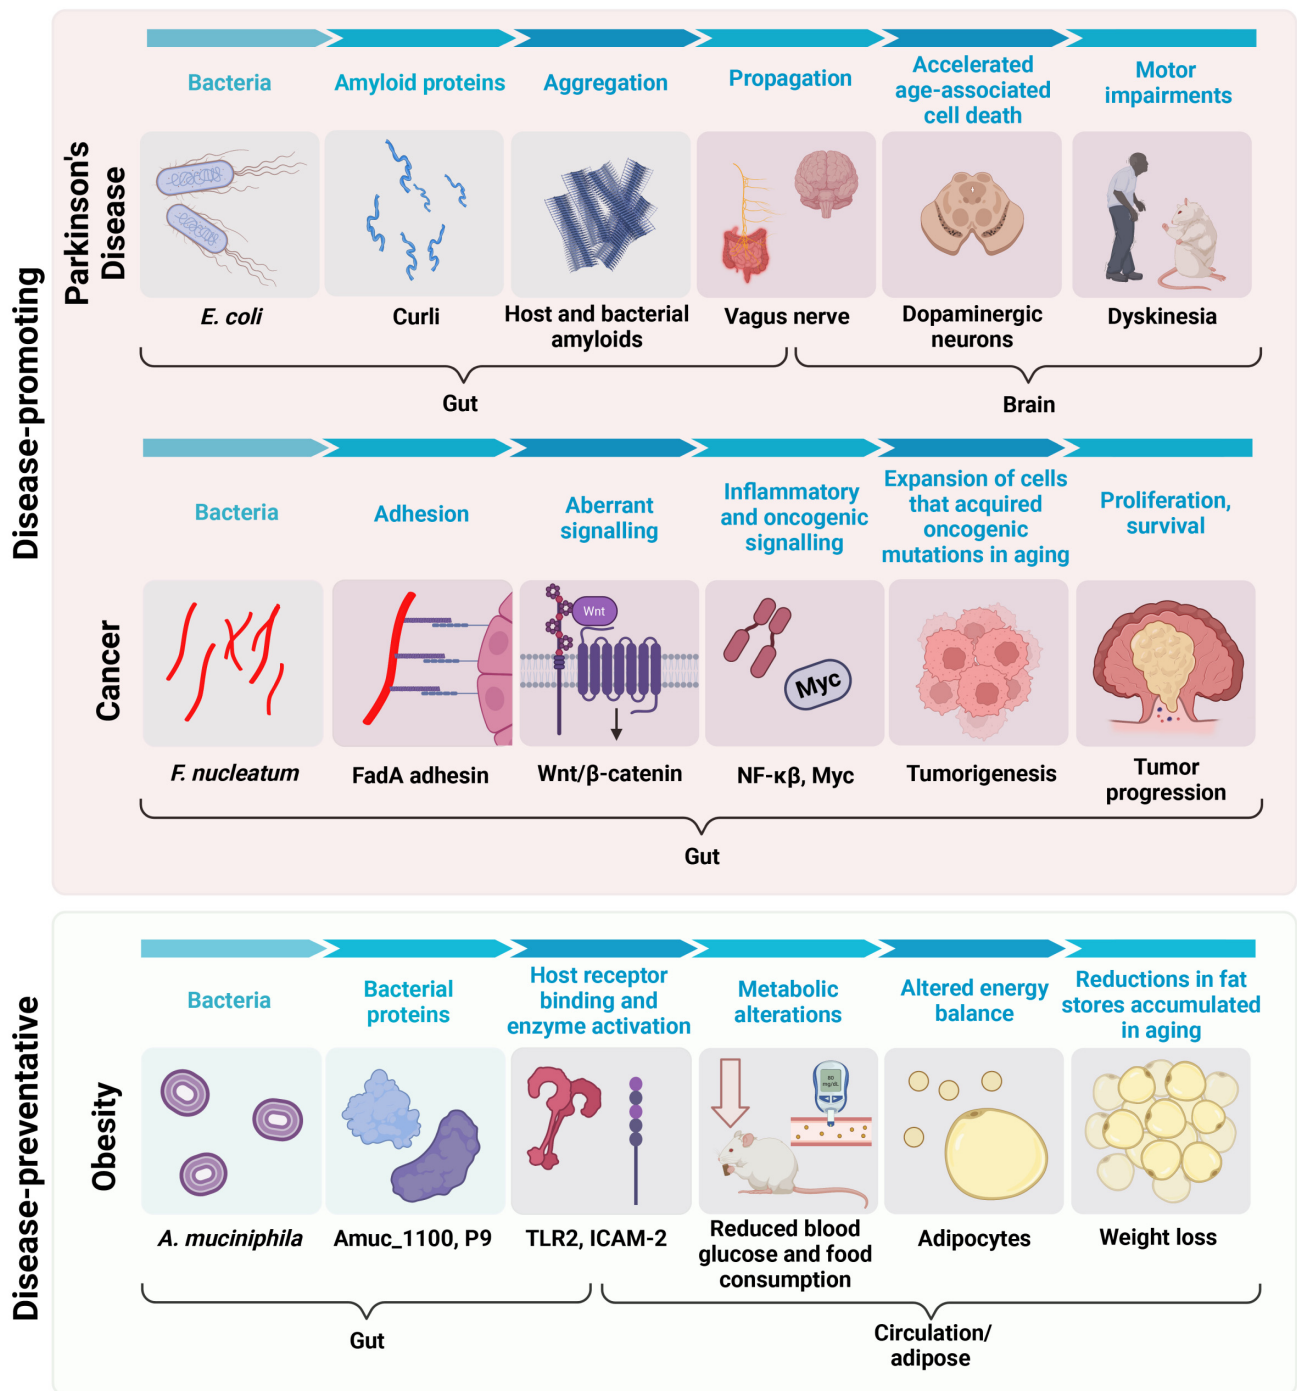 Disease-promoting
Parkinson's
Disease
Bacteria
Amyloid proteins
Aggregation
Propagation
Accelerated
age-associated
cell death
Motor
impairments
E. coli
Curli
Host and bacterial
amyloids
Vagus nerve
Dopaminergic
neurons
Dyskinesia
Gut
Brain
Cancer
Bacteria
Adhesion
Aberrant
signalling
Inflammatory
and oncogenic
signalling
Expansion of cells
that acquired
oncogenic
mutations in aging
Proliferation,
survival
Wnt
Myc
F. nucleatum
FadA adhesin
Wnt/β-catenin
NF-κβ, Myc
Tumorigenesis
Tumor
progression
Gut
Disease-preventative
Obesity
Bacteria
Bacterial
proteins
Host receptor
binding and
enzyme activation
Metabolic
alterations
Altered energy
balance
Reductions in fat
stores accumulated
in aging
80
mg/dL
A. muciniphila
Amuc_1100, P9
TLR2, ICAM-2
Reduced blood
glucose and food
consumption
Adipocytes
Weight loss
Gut
Circulation/
adipose